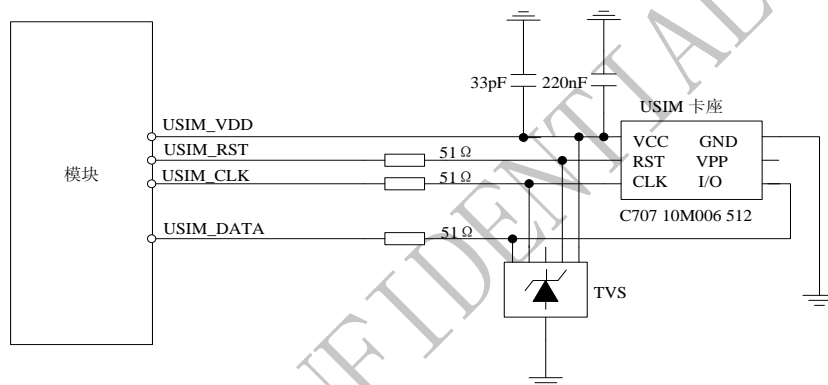 33pF
220nF
USIM 卡座
USIM_VDD
VCC
GND
USIM_RST
51Ω
RST
VPP
模块
USIM_CLK
51Ω
CLK
I/O
C707 10M006 512
USIM_DATA
51Ω
TVS
NFIDENTIAL